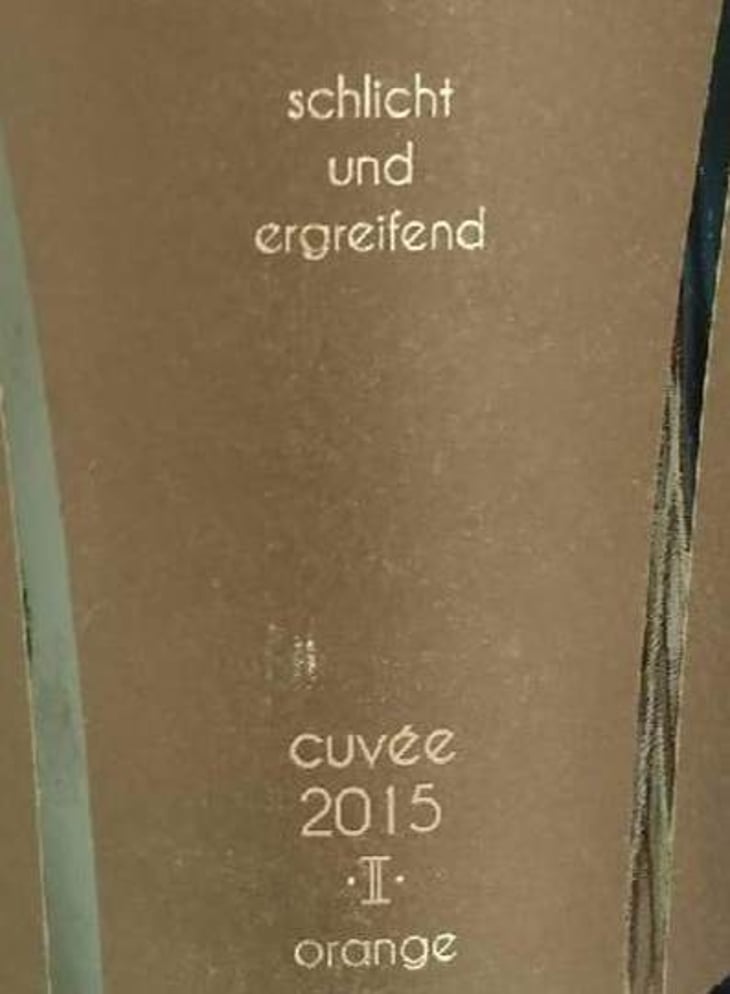 schlicht
und
ergreifend
cuvée
2015
·II·
orange